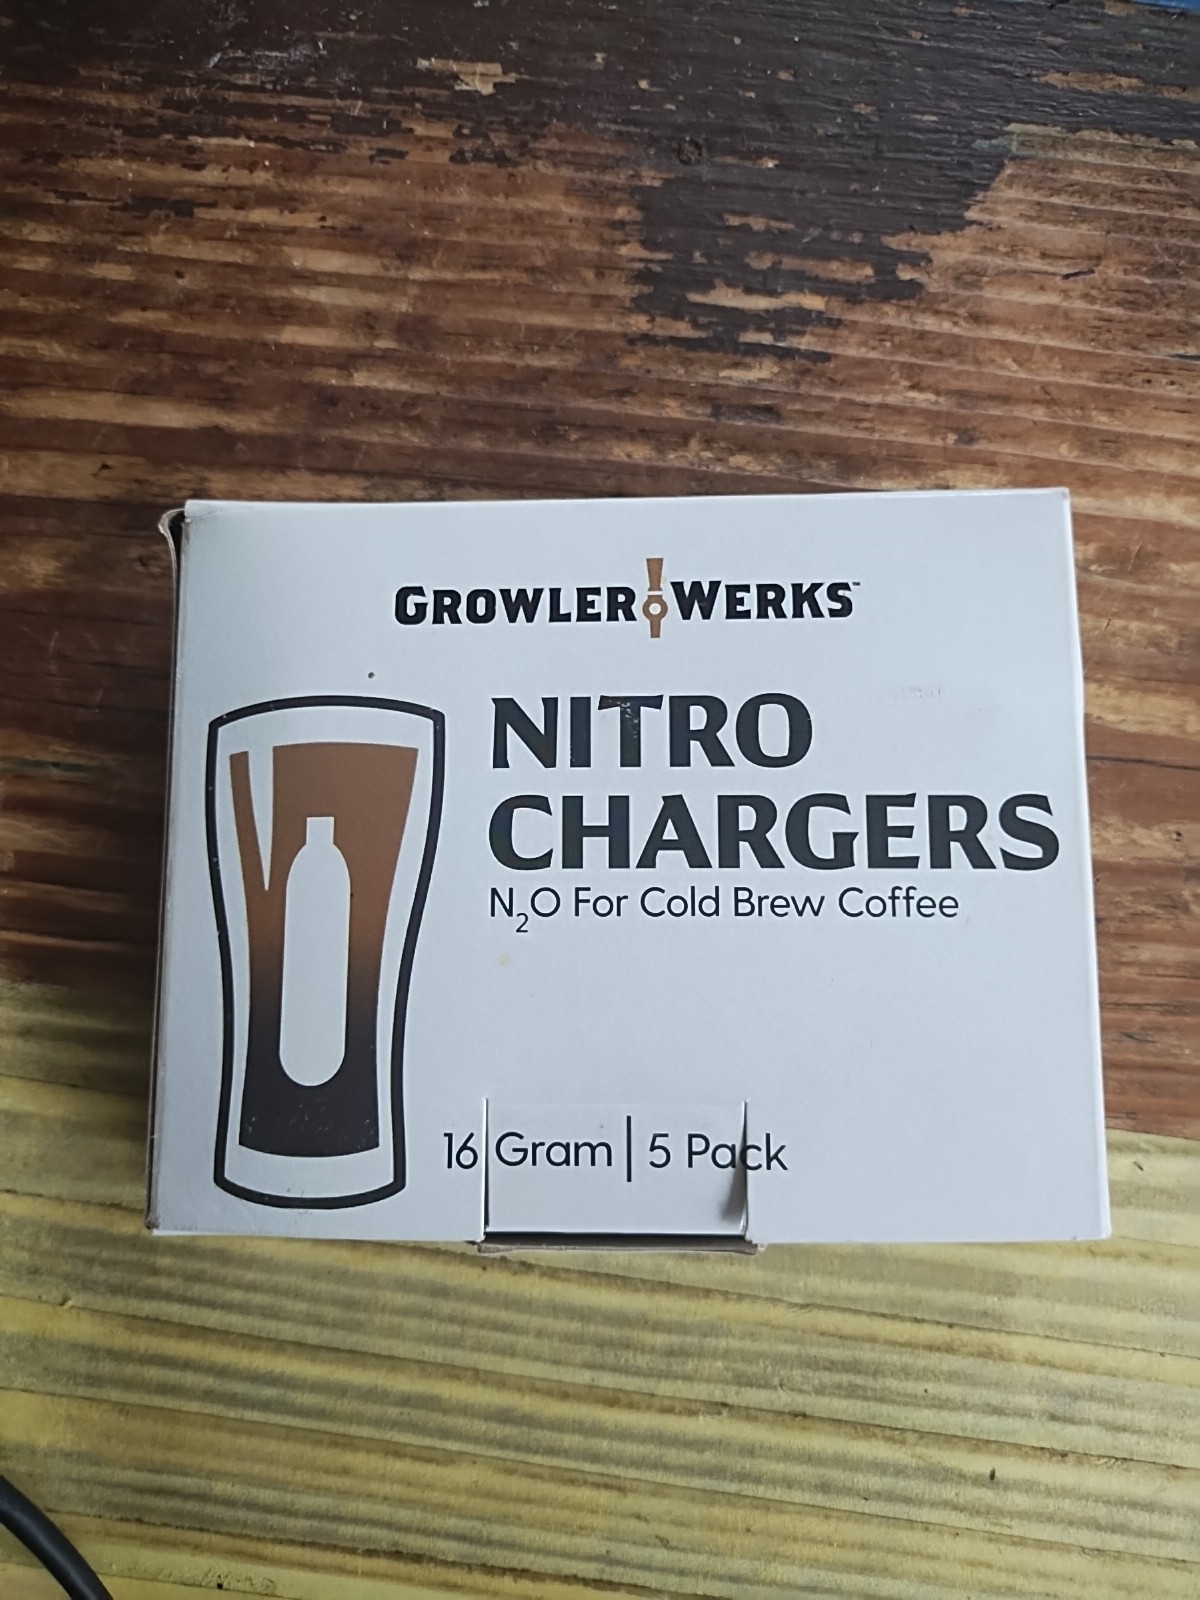 GROWLER WERKS™
NITRO
CHARGERS
N₂O For Cold Brew Coffee
16 Gram | 5 Pack